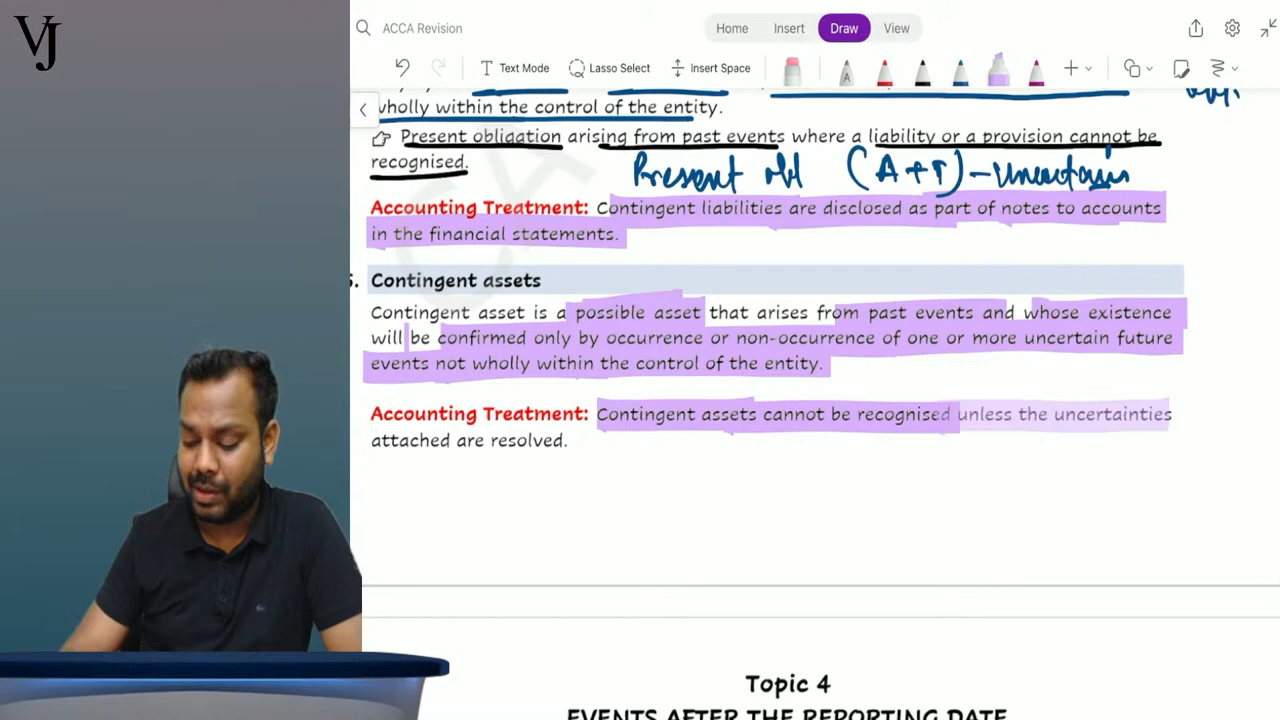 VJ
ACCA Revision
Home Insert Draw View
Text Mode Lasso Select Insert Space
wholly within the control of the entity.
Present obligation arising from past events where a liability or a provision cannot be
recognised.
Present obl (A+T) - Uncertain
Accounting Treatment: Contingent liabilities are disclosed as part of notes to accounts
in the financial statements.
Contingent assets
Contingent asset is a possible asset that arises from past events and whose existence
will be confirmed only by occurrence or non-occurrence of one or more uncertain future
events not wholly within the control of the entity.
Accounting Treatment: Contingent assets cannot be recognised unless the uncertainties
attached are resolved.
Topic 4
EVENTS AFTER THE REPORTING DATE